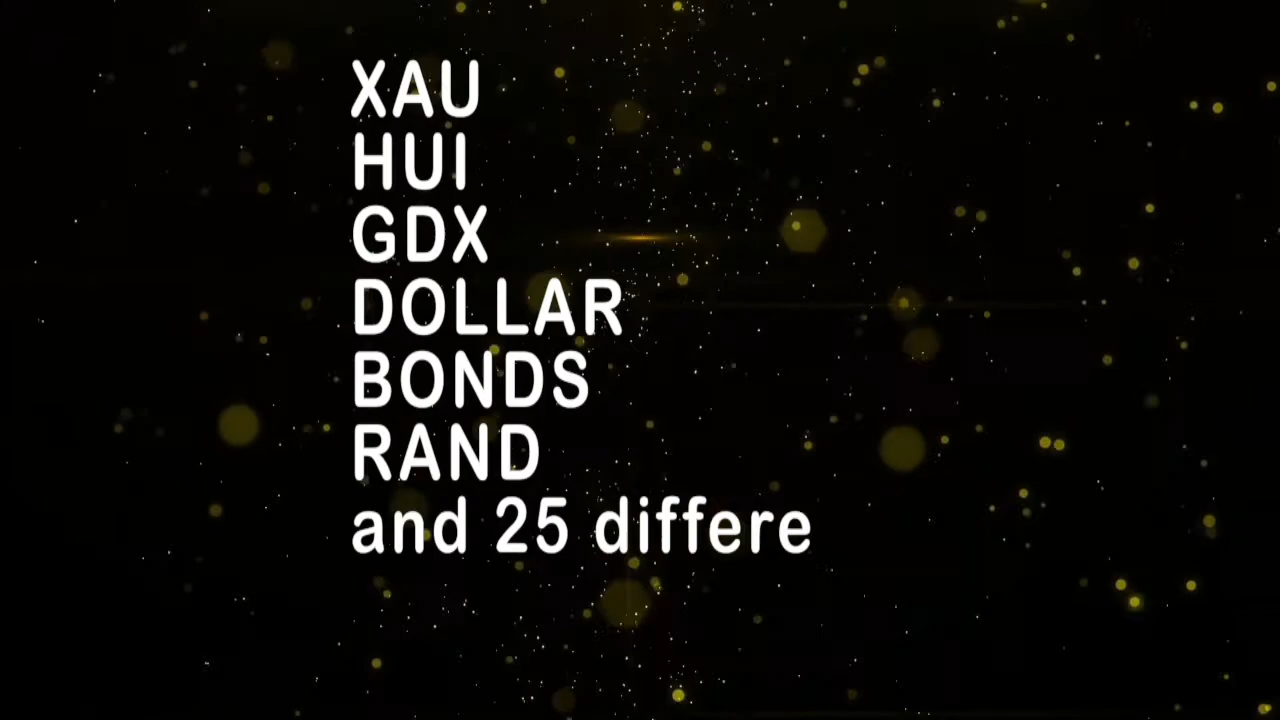 XAU
HUI
GDX
DOLLAR
BONDS
RAND
and 25 differe